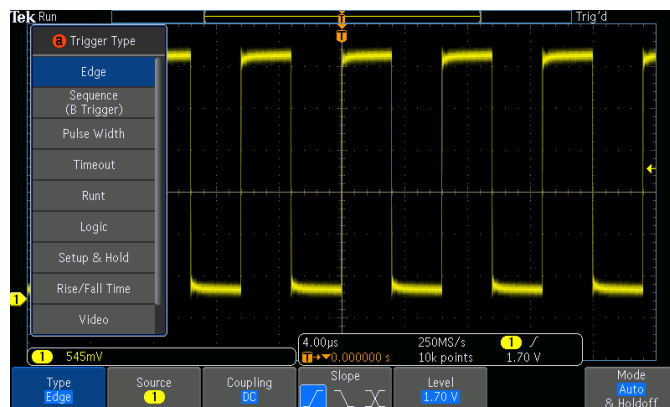 Tek Run Trig'd
T
T
a Trigger Type
Edge
Sequence
(B Trigger)
Pulse Width
Timeout
Runt
Logic
Setup & Hold
Rise/Fall Time
Video
1
1 545mV
4.00µs 250MS/s 1
T→▼0.000000 s 10k points 1.70 V
Type
Edge
Source
1
Coupling
DC
Slope
Level
1.70 V
Mode
Auto
& Holdoff